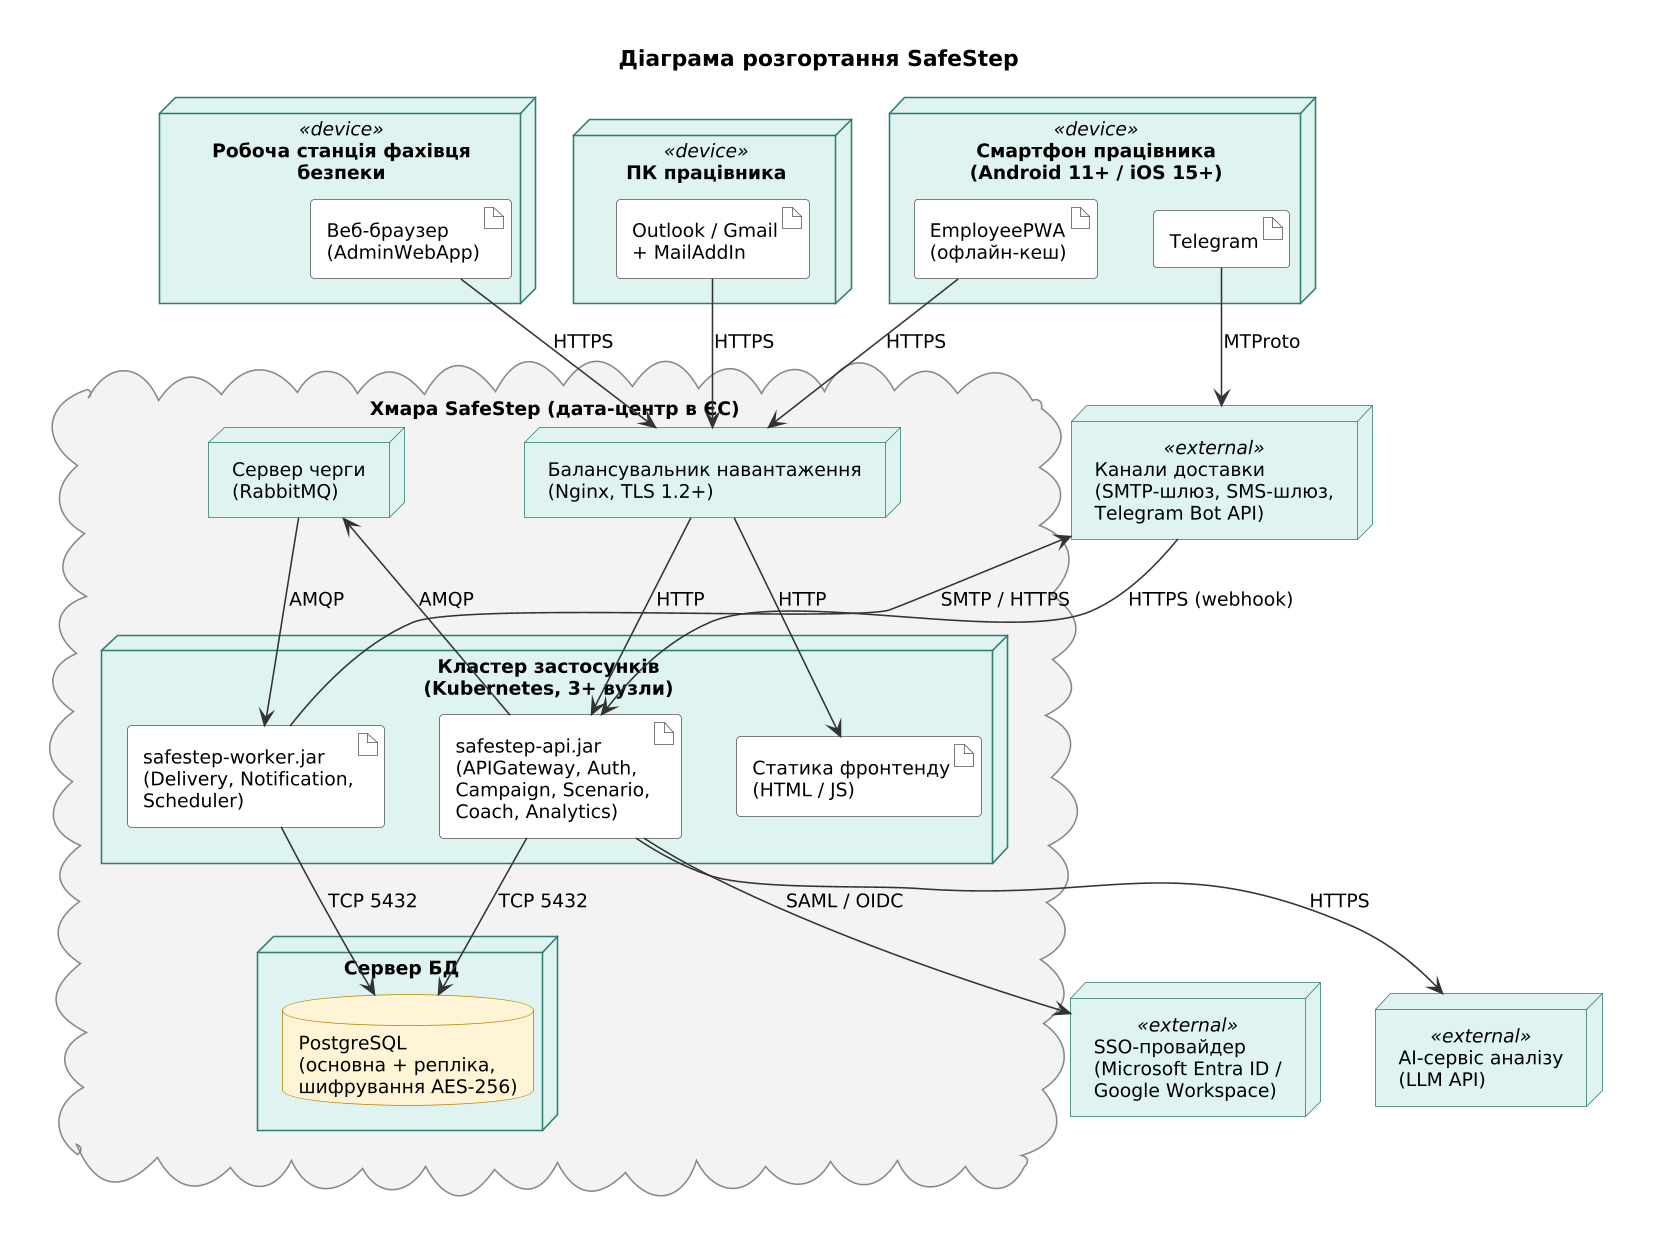 Діаграма розгортання SafeStep
«device»
Робоча станція фахівця
безпеки
Веб-браузер
(AdminWebApp)
«device»
ПК працівника
Outlook / Gmail
+ MailAddIn
«device»
Смартфон працівника
(Android 11+ / iOS 15+)
EmployeePWA
(офлайн-кеш)
Telegram
HTTPS
HTTPS
HTTPS
MTProto
Хмара SafeStep (дата-центр в ЄС)
Сервер черги
(RabbitMQ)
Балансувальник навантаження
(Nginx, TLS 1.2+)
«external»
Канали доставки
(SMTP-шлюз, SMS-шлюз,
Telegram Bot API)
AMQP
AMQP
HTTP
HTTP
SMTP / HTTPS
HTTPS (webhook)
Кластер застосунків
(Kubernetes, 3+ вузли)
safestep-worker.jar
(Delivery, Notification,
Scheduler)
safestep-api.jar
(APIGateway, Auth,
Campaign, Scenario,
Coach, Analytics)
Статика фронтенду
(HTML / JS)
TCP 5432
TCP 5432
SAML / OIDC
HTTPS
Сервер БД
PostgreSQL
(основна + репліка,
шифрування AES-256)
«external»
SSO-провайдер
(Microsoft Entra ID /
Google Workspace)
«external»
AI-сервіс аналізу
(LLM API)